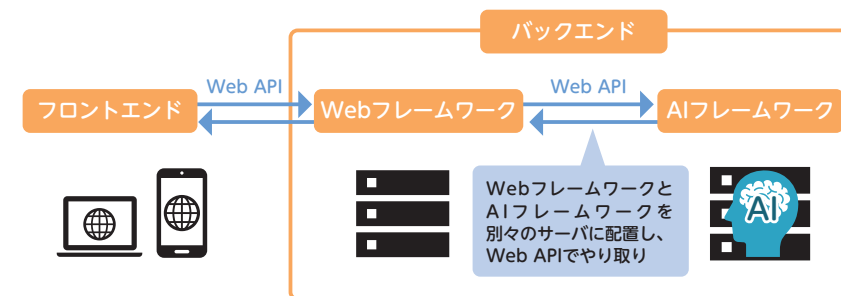 バックエンド
Web API
Web API
フロントエンド
Webフレームワーク
AIフレームワーク
Webフレームワークと
AIフレームワークを
別々のサーバに配置し、
Web APIでやり取り
AI